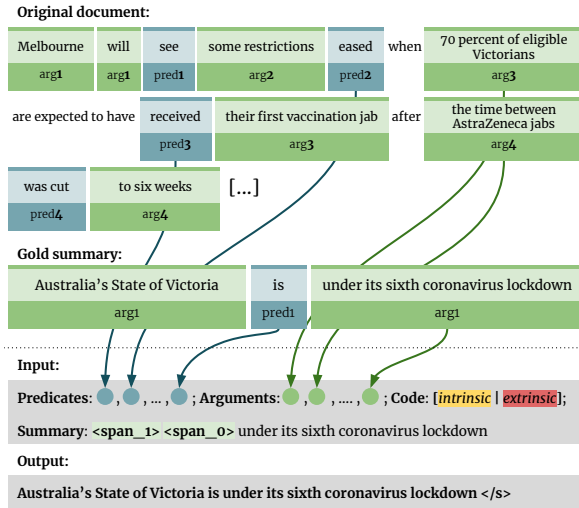 Original document:
Melbourne will see some restrictions eased when 70 percent of eligible Victorians
arg1 arg1 pred1 arg2 pred2 arg3
are expected to have received their first vaccination jab after the time between AstraZeneca jabs
pred3 arg3 arg4
was cut to six weeks [...]
pred4 arg4
Gold summary:
Australia's State of Victoria is under its sixth coronavirus lockdown
arg1 pred1 arg1
Input:
Predicates: , , ... , ; Arguments: , , ...., ; Code: [intrinsic | extrinsic];
Summary: <span_1> <span_0> under its sixth coronavirus lockdown
Output:
Australia's State of Victoria is under its sixth coronavirus lockdown </s>